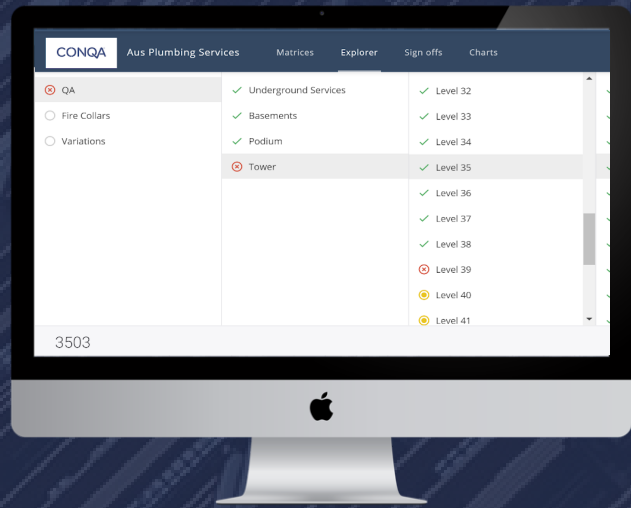 CONQA Aus Plumbing Services Matrices Explorer Sign offs Charts
QA
Fire Collars
Variations
Underground Services
Basements
Podium
Tower
Level 32
Level 33
Level 34
Level 35
Level 36
Level 37
Level 38
Level 39
Level 40
Level 41
3503